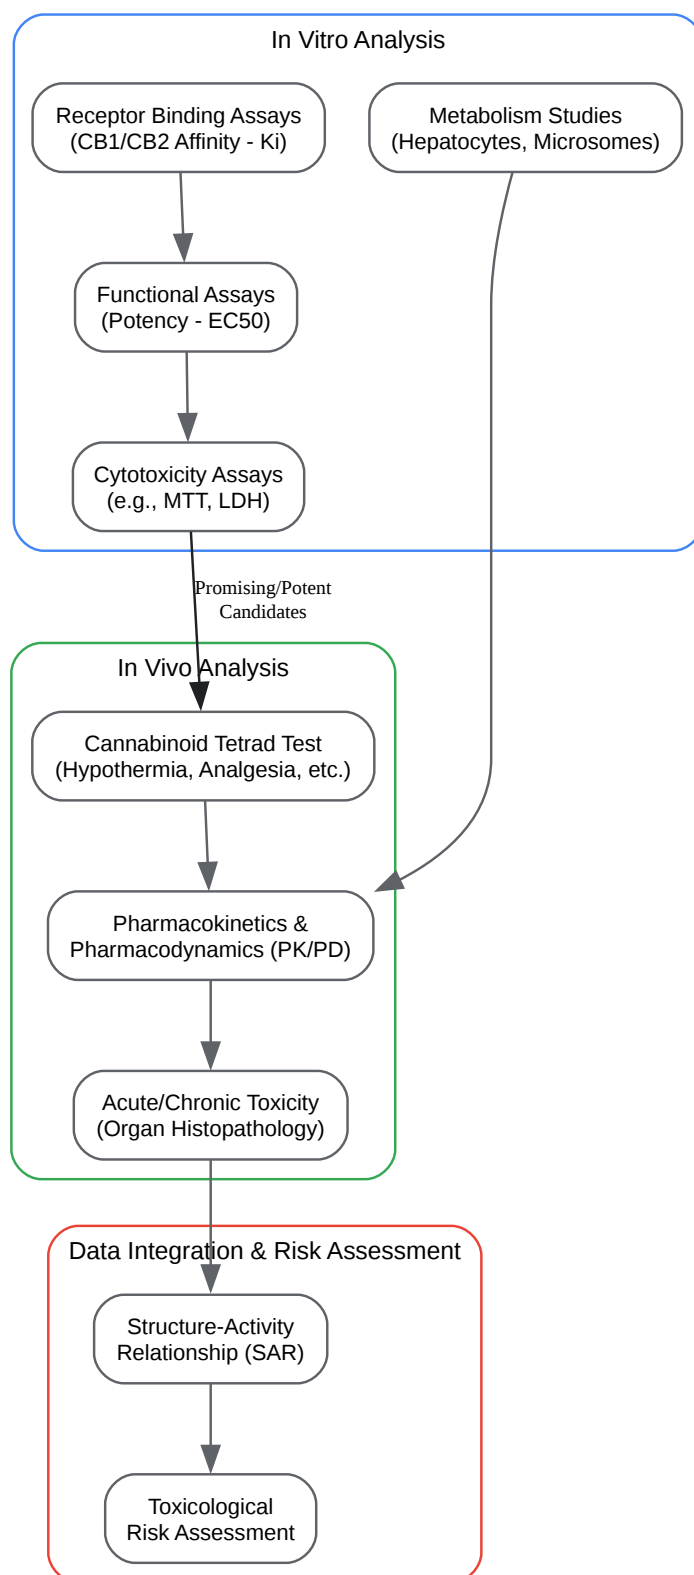 In Vitro Analysis
Receptor Binding Assays
(CB1/CB2 Affinity - Ki)
Metabolism Studies
(Hepatocytes, Microsomes)
Functional Assays
(Potency - EC50)
Cytotoxicity Assays
(e.g., MTT, LDH)
Promising/Potent
Candidates
In Vivo Analysis
Cannabinoid Tetrad Test
(Hypothermia, Analgesia, etc.)
Pharmacokinetics &
Pharmacodynamics (PK/PD)
Acute/Chronic Toxicity
(Organ Histopathology)
Data Integration & Risk Assessment
Structure-Activity
Relationship (SAR)
Toxicological
Risk Assessment